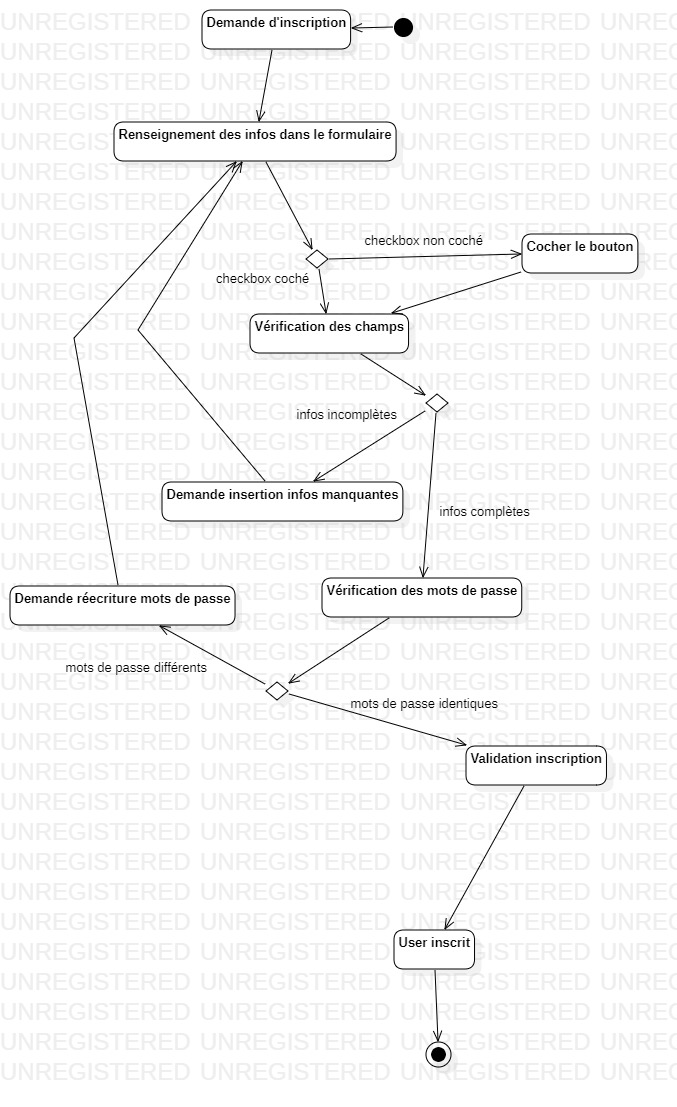 Demande d'inscription
Renseignement des infos dans le formulaire
checkbox non coché
Cocher le bouton
checkbox coché
Vérification des champs
infos incomplètes
Demande insertion infos manquantes
infos complètes
Demande réecriture mots de passe
Vérification des mots de passe
mots de passe différents
mots de passe identiques
Validation inscription
User inscrit
UNREGISTERED